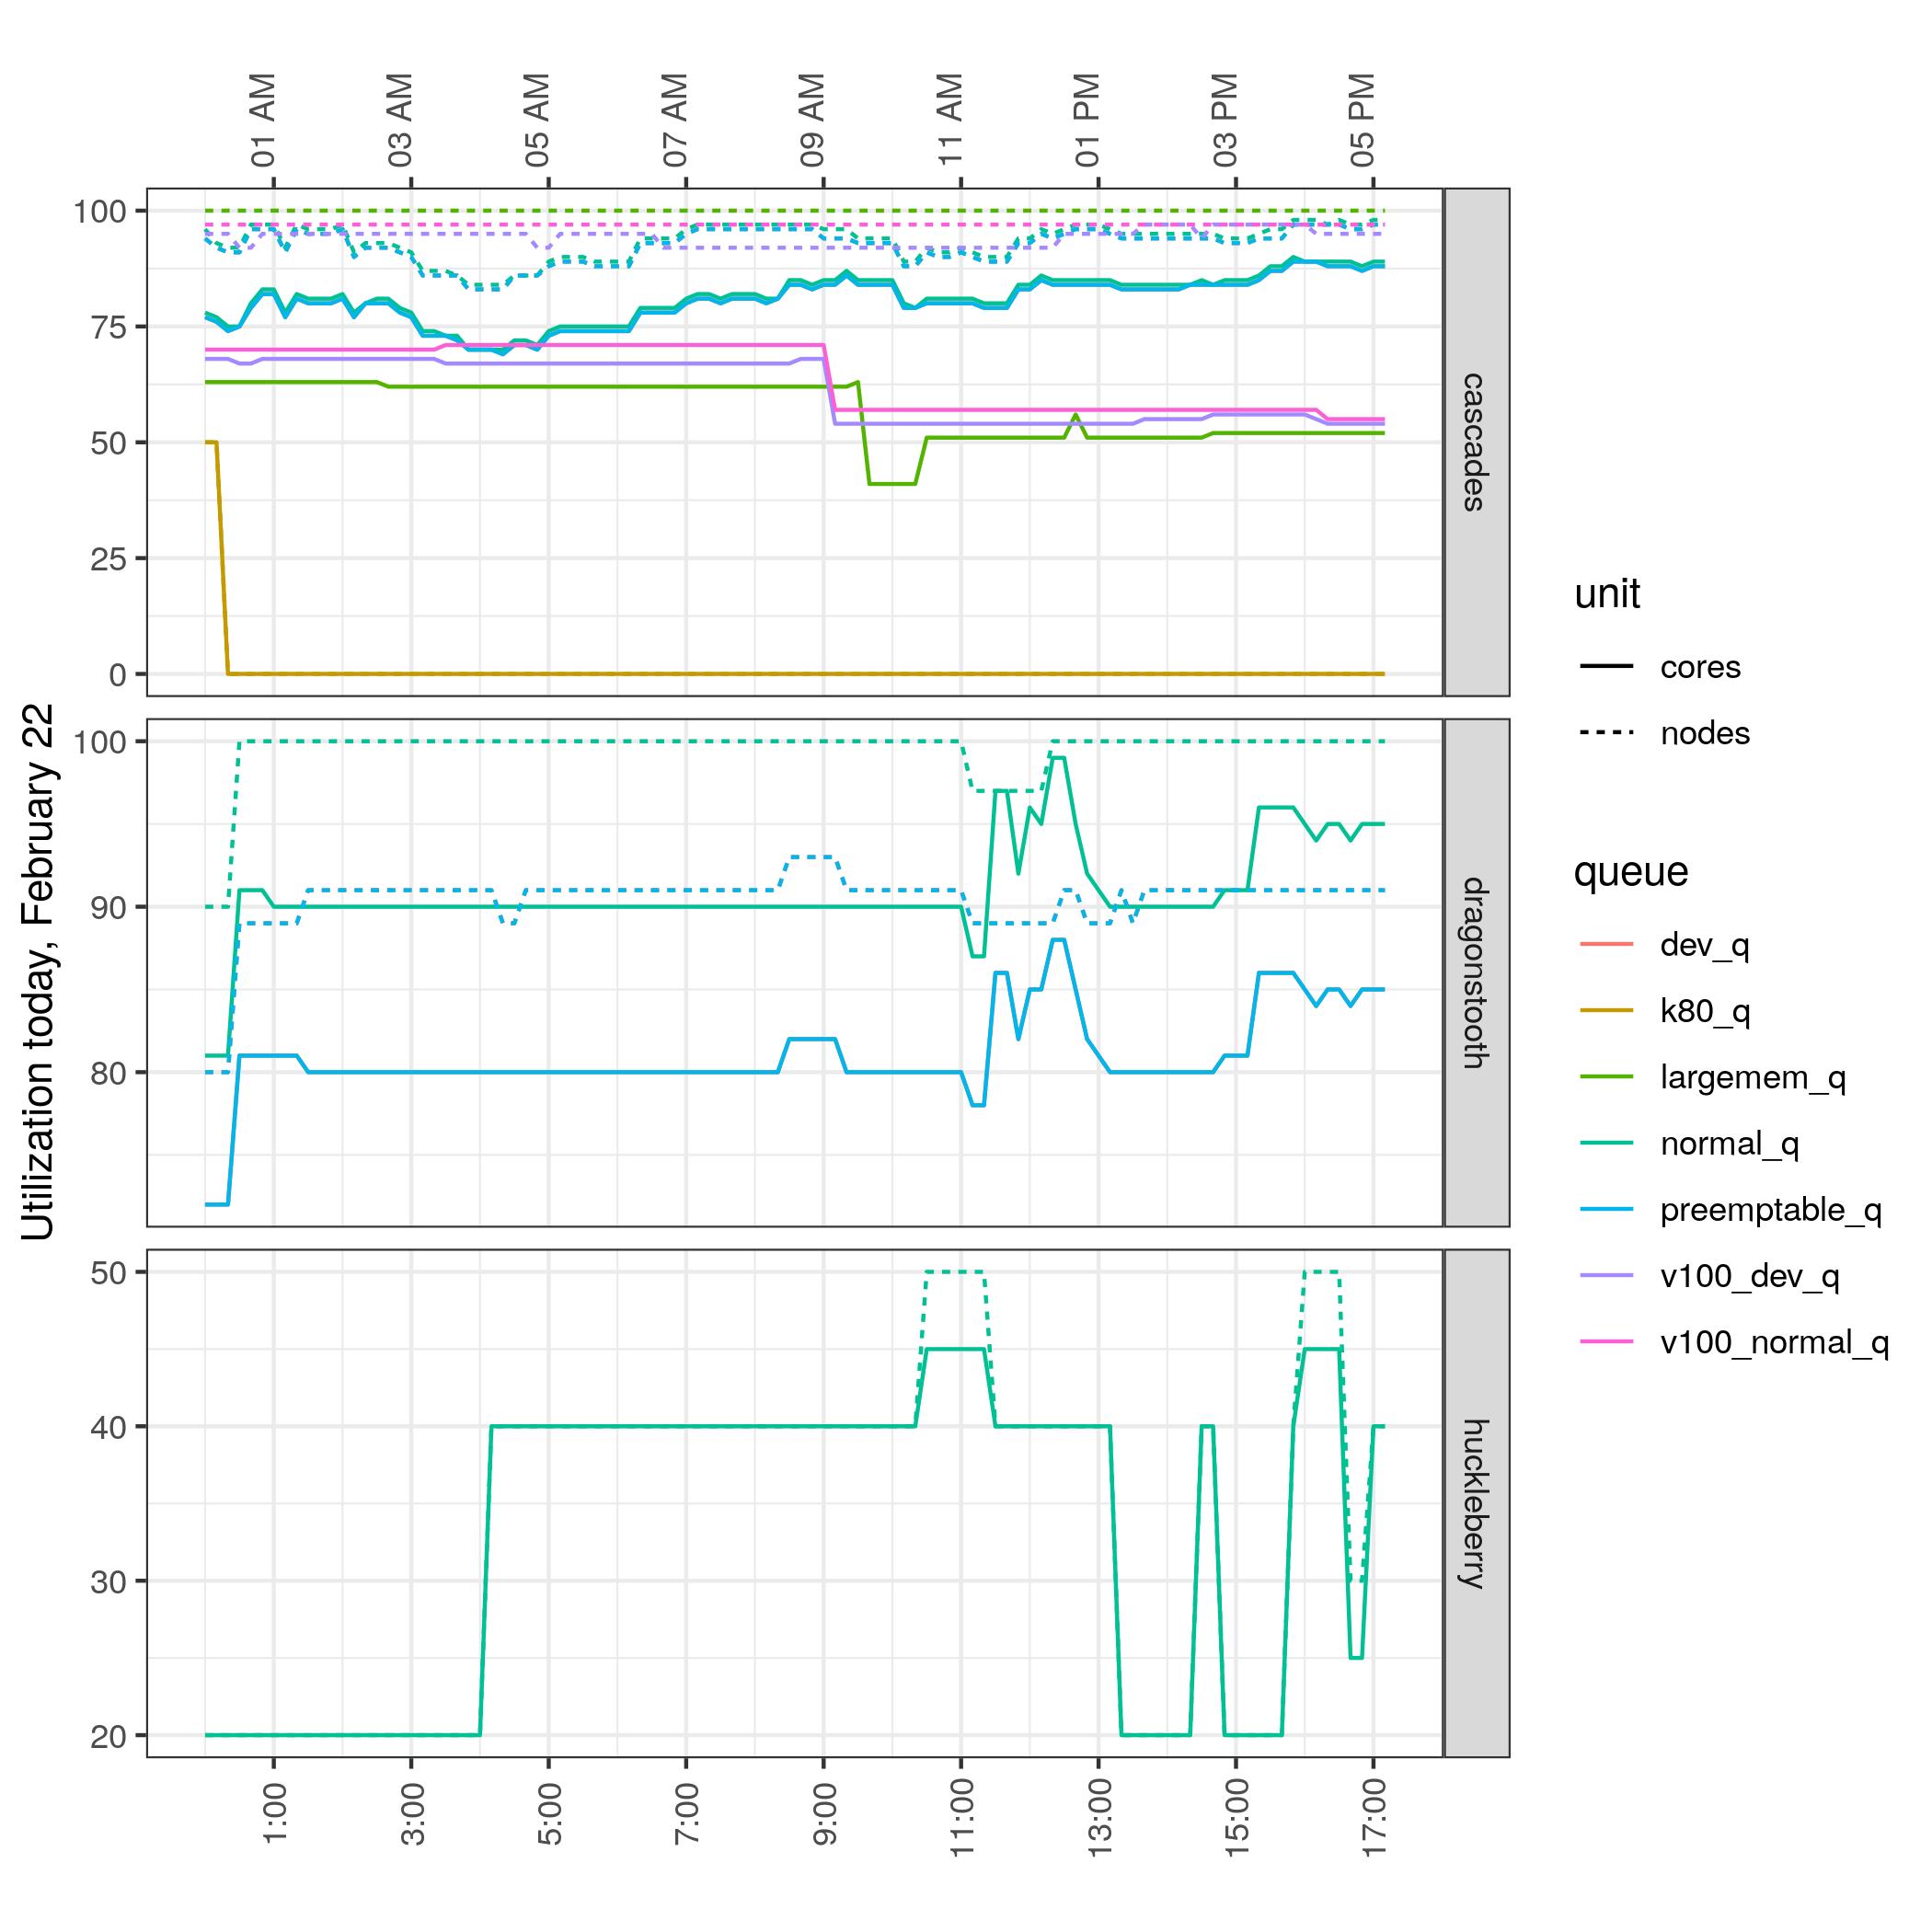 01 AM
03 AM
05 AM
07 AM
09 AM
11 AM
01 PM
03 PM
05 PM
Utilization today, February 22
100
75
50
25
0
cascades
100
90
80
dragonstooth
50
40
30
20
huckleberry
1:00
3:00
5:00
7:00
9:00
11:00
13:00
15:00
17:00
unit
cores
nodes
queue
dev_q
k80_q
largemem_q
normal_q
preemptable_q
v100_dev_q
v100_normal_q